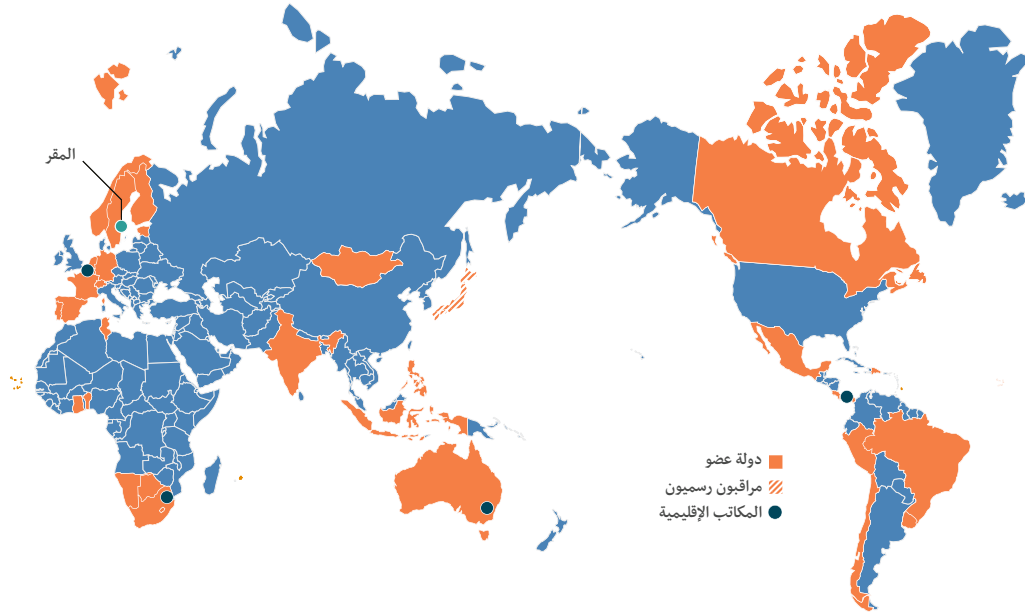 المقر
دولة عضو
مراقبون رسميون
المكاتب الإقليمية